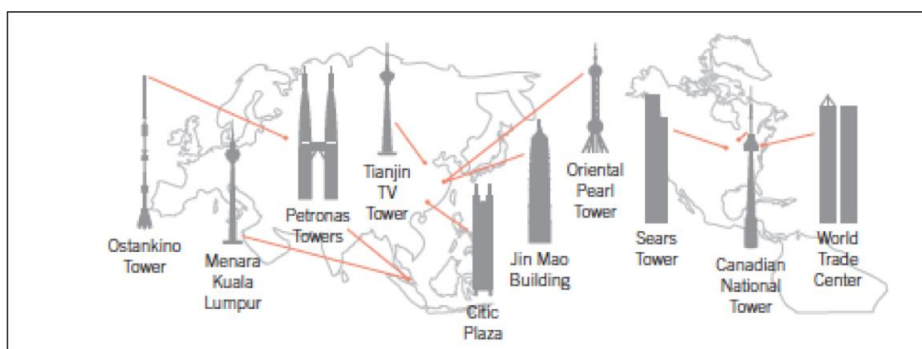 Ostankino
Tower
Menara
Kuala
Lumpur
Petronas
Towers
Tianjin
TV
Tower
Citic
Plaza
Jin Mao
Building
Oriental
Pearl
Tower
Sears
Tower
Canadian
National
Tower
World
Trade
Center